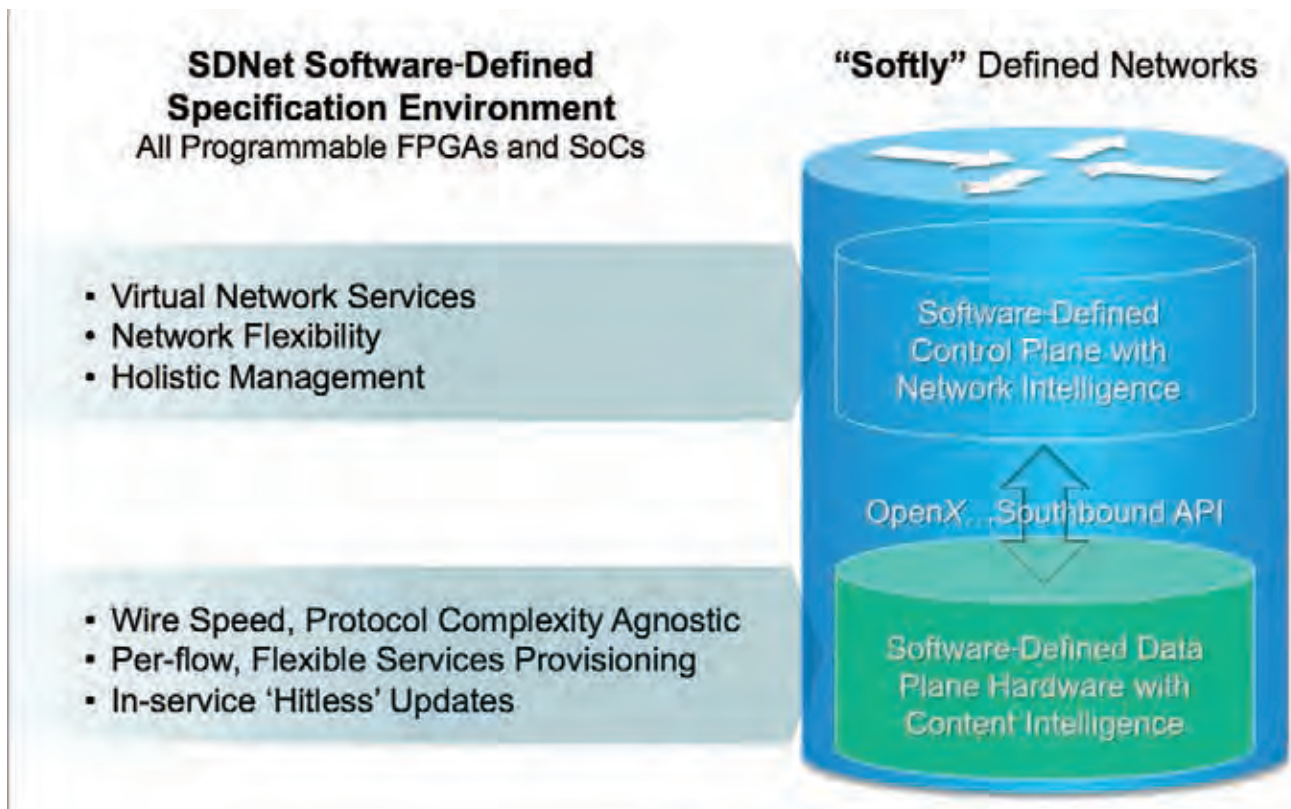 SDNet Software-Defined
Specification Environment
All Programmable FPGAs and SoCs
▪ Virtual Network Services
▪ Network Flexibility
▪ Holistic Management
▪ Wire Speed, Protocol Complexity Agnostic
▪ Per-flow, Flexible Services Provisioning
▪ In-service ‘Hitless’ Updates
“Softly” Defined Networks
Software-Defined
Control Plane with
Network Intelligence
OpenX...Southbound API
Software-Defined Data
Plane Hardware with
Content Intelligence